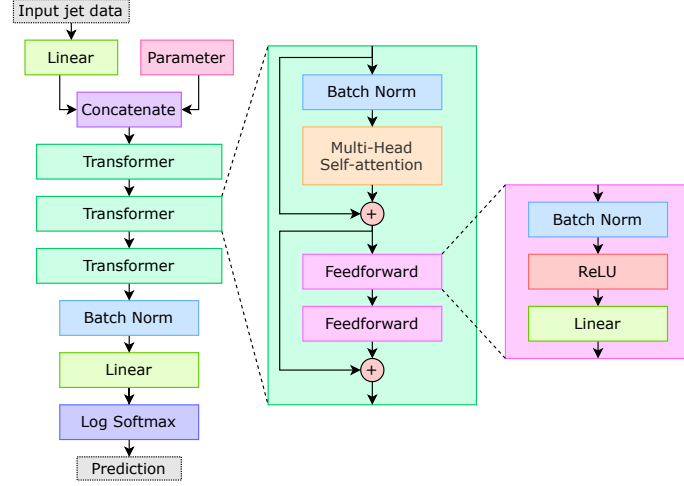 Input jet data
Linear
Parameter
Concatenate
Transformer
Transformer
Transformer
Batch Norm
Linear
Log Softmax
Prediction
Batch Norm
Multi-Head
Self-attention
+
Feedforward
Feedforward
+
Batch Norm
ReLU
Linear